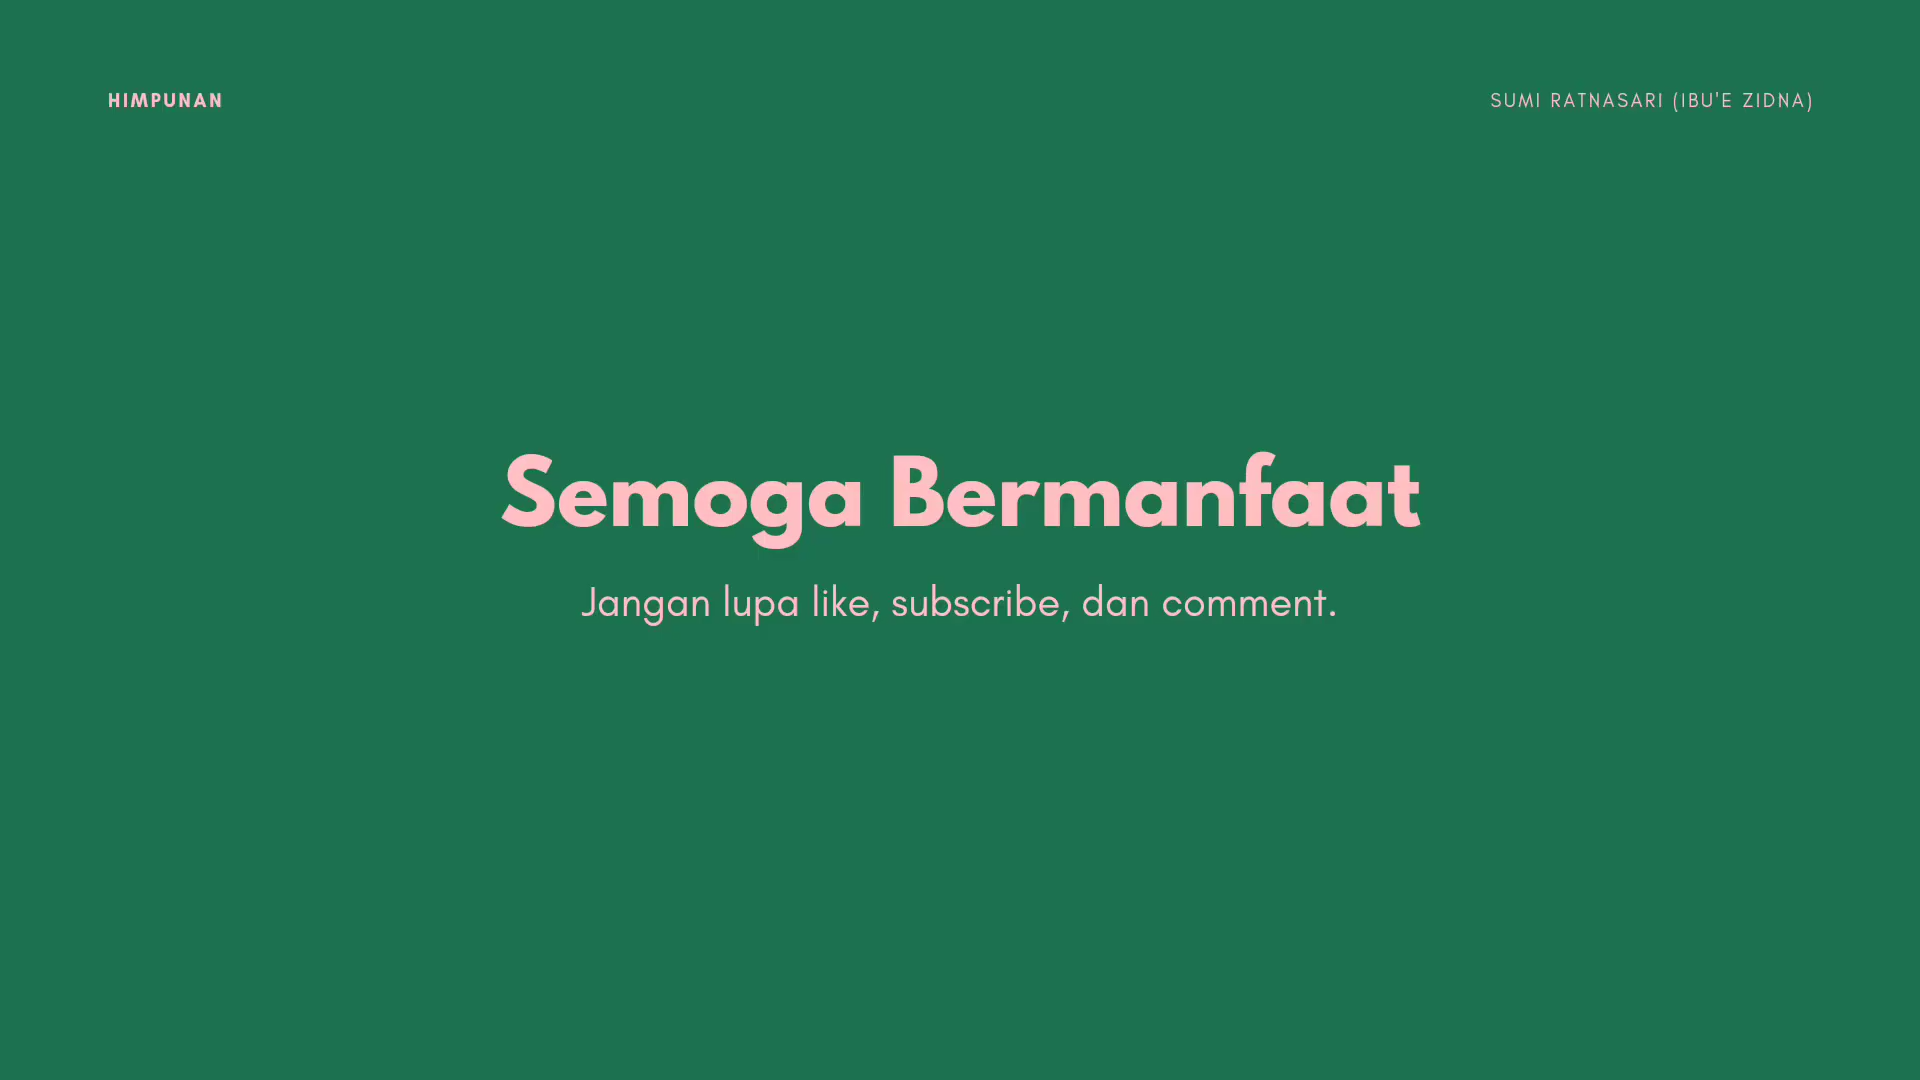 HIMPUNAN
SUMI RATNASARI (IBU'E ZIDNA)
Semoga Bermanfaat
Jangan lupa like, subscribe, dan comment.